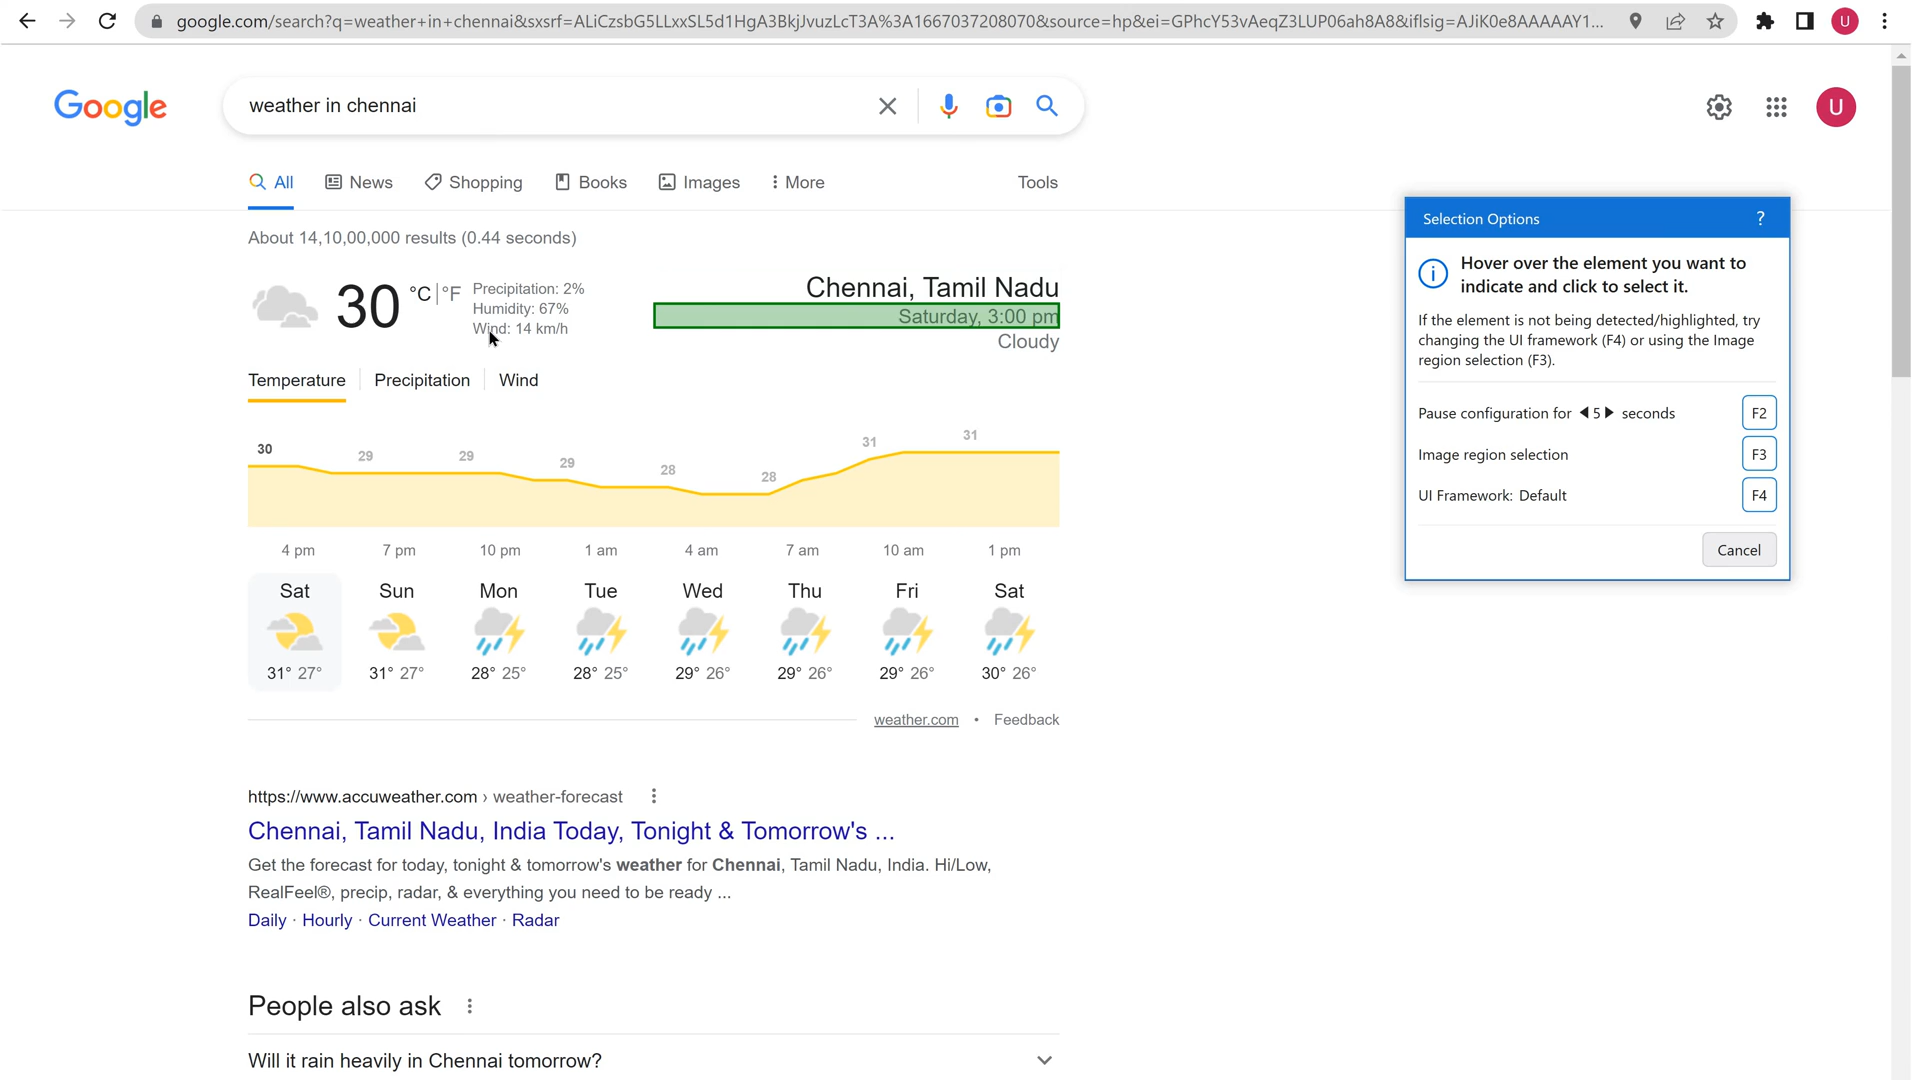 google.com/search?q=weather+in+chennai&sxsrf=ALiCzsbG5LLxxSL5d1HgA3BkjJvuzLcT3A%3A1667037208070&source=hp&ei=GPhcY53vAeqZ3LUP06ah8A8&iflsig=AJiK0e8AAAAAY1...
U
Google
weather in chennai
U
All
News
Shopping
Books
Images
More
Tools
About 14,10,00,000 results (0.44 seconds)
30
°C | °F
Precipitation: 2%
Humidity: 67%
Wind: 14 km/h
Chennai, Tamil Nadu
Saturday, 3:00 pm
Cloudy
Temperature
Precipitation
Wind
30 29 29 29 28 28 31 31
4 pm 7 pm 10 pm 1 am 4 am 7 am 10 am 1 pm
Sat Sun Mon Tue Wed Thu Fri Sat
31° 27° 31° 27° 28° 25° 28° 25° 29° 26° 29° 26° 29° 26° 30° 26°
weather.com • Feedback
https://www.accuweather.com › weather-forecast
Chennai, Tamil Nadu, India Today, Tonight & Tomorrow's ...
Get the forecast for today, tonight & tomorrow's weather for Chennai, Tamil Nadu, India. Hi/Low,
RealFeel®, precip, radar, & everything you need to be ready ...
Daily · Hourly · Current Weather · Radar
People also ask
Will it rain heavily in Chennai tomorrow?
Selection Options
?
Hover over the element you want to
indicate and click to select it.
If the element is not being detected/highlighted, try
changing the UI framework (F4) or using the Image
region selection (F3).
Pause configuration for 5 seconds
F2
Image region selection
F3
UI Framework: Default
F4
Cancel